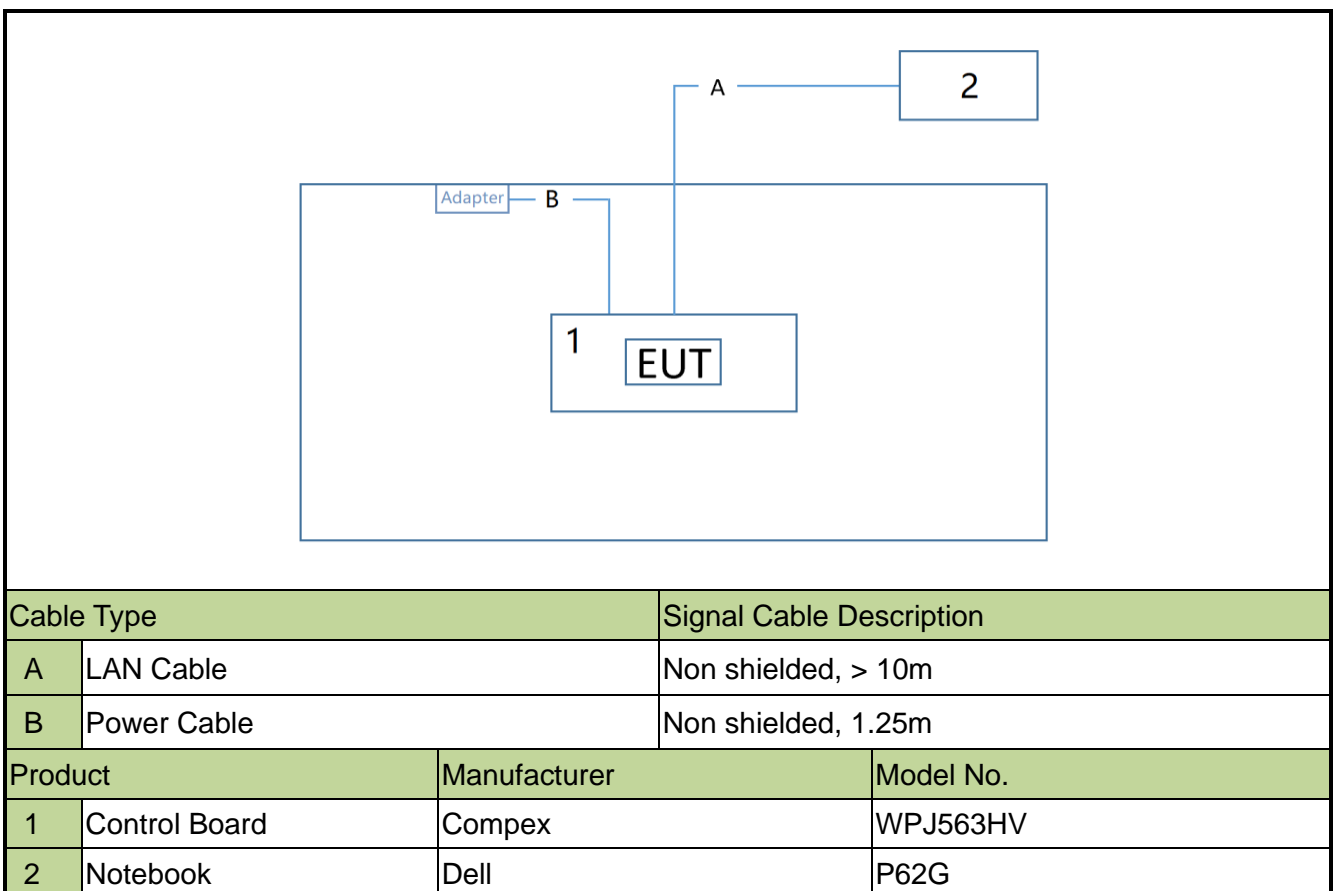 A
2
Adapter
B
1
EUT
Cable Type Signal Cable Description
A LAN Cable Non shielded, > 10m
B Power Cable Non shielded, 1.25m
Product Manufacturer Model No.
1 Control Board Compex WPJ563HV
2 Notebook Dell P62G